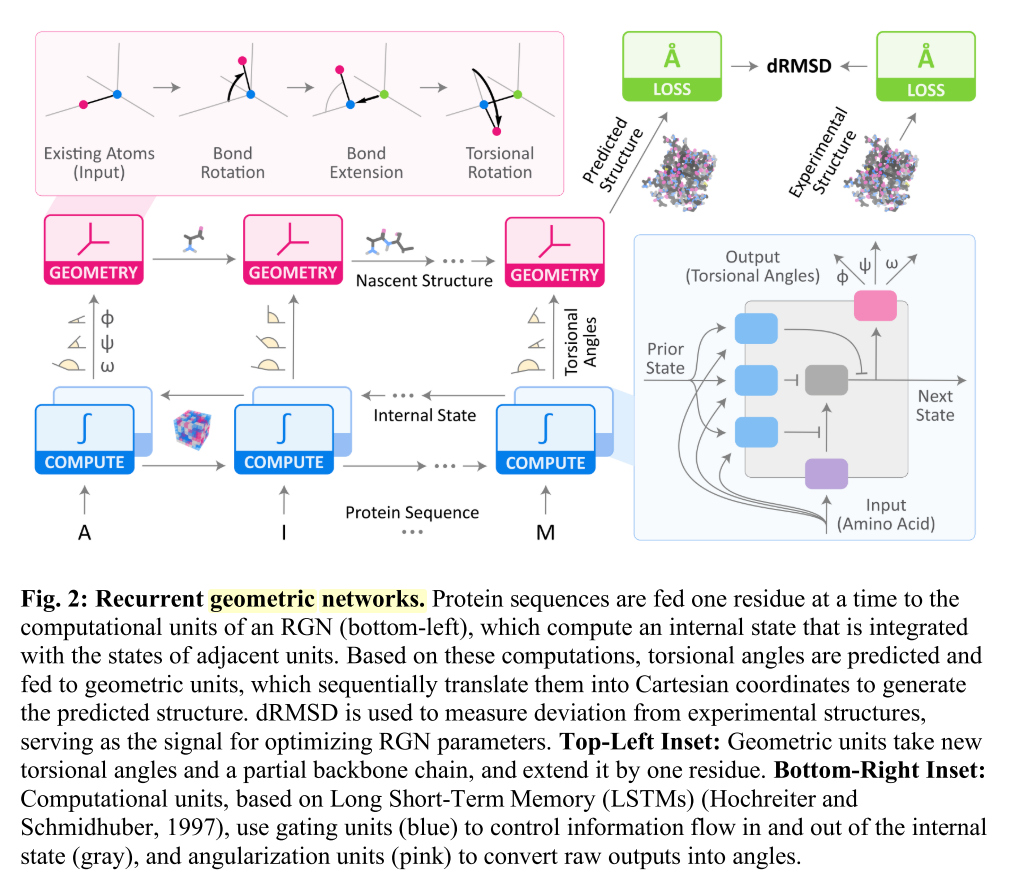 Existing Atoms
(Input)
Bond
Rotation
Bond
Extension
Torsional
Rotation
Å
LOSS
dRMSD
Å
LOSS
Predicted
Structure
Experimental
Structure
GEOMETRY
GEOMETRY
...
Nascent Structure
GEOMETRY
ϕ
ψ
ω
Torsional
Angles
∫
COMPUTE
∫
COMPUTE
...
Internal State
...
∫
COMPUTE
A
I
Protein Sequence
...
M
Output
(Torsional Angles)
ϕ
ψ
ω
Prior
State
Next
State
Input
(Amino Acid)
Fig. 2: Recurrent geometric networks. Protein sequences are fed one residue at a time to the
computational units of an RGN (bottom-left), which compute an internal state that is integrated
with the states of adjacent units. Based on these computations, torsional angles are predicted and
fed to geometric units, which sequentially translate them into Cartesian coordinates to generate
the predicted structure. dRMSD is used to measure deviation from experimental structures,
serving as the signal for optimizing RGN parameters. Top-Left Inset: Geometric units take new
torsional angles and a partial backbone chain, and extend it by one residue. Bottom-Right Inset:
Computational units, based on Long Short-Term Memory (LSTMs) (Hochreiter and
Schmidhuber, 1997), use gating units (blue) to control information flow in and out of the internal
state (gray), and angularization units (pink) to convert raw outputs into angles.